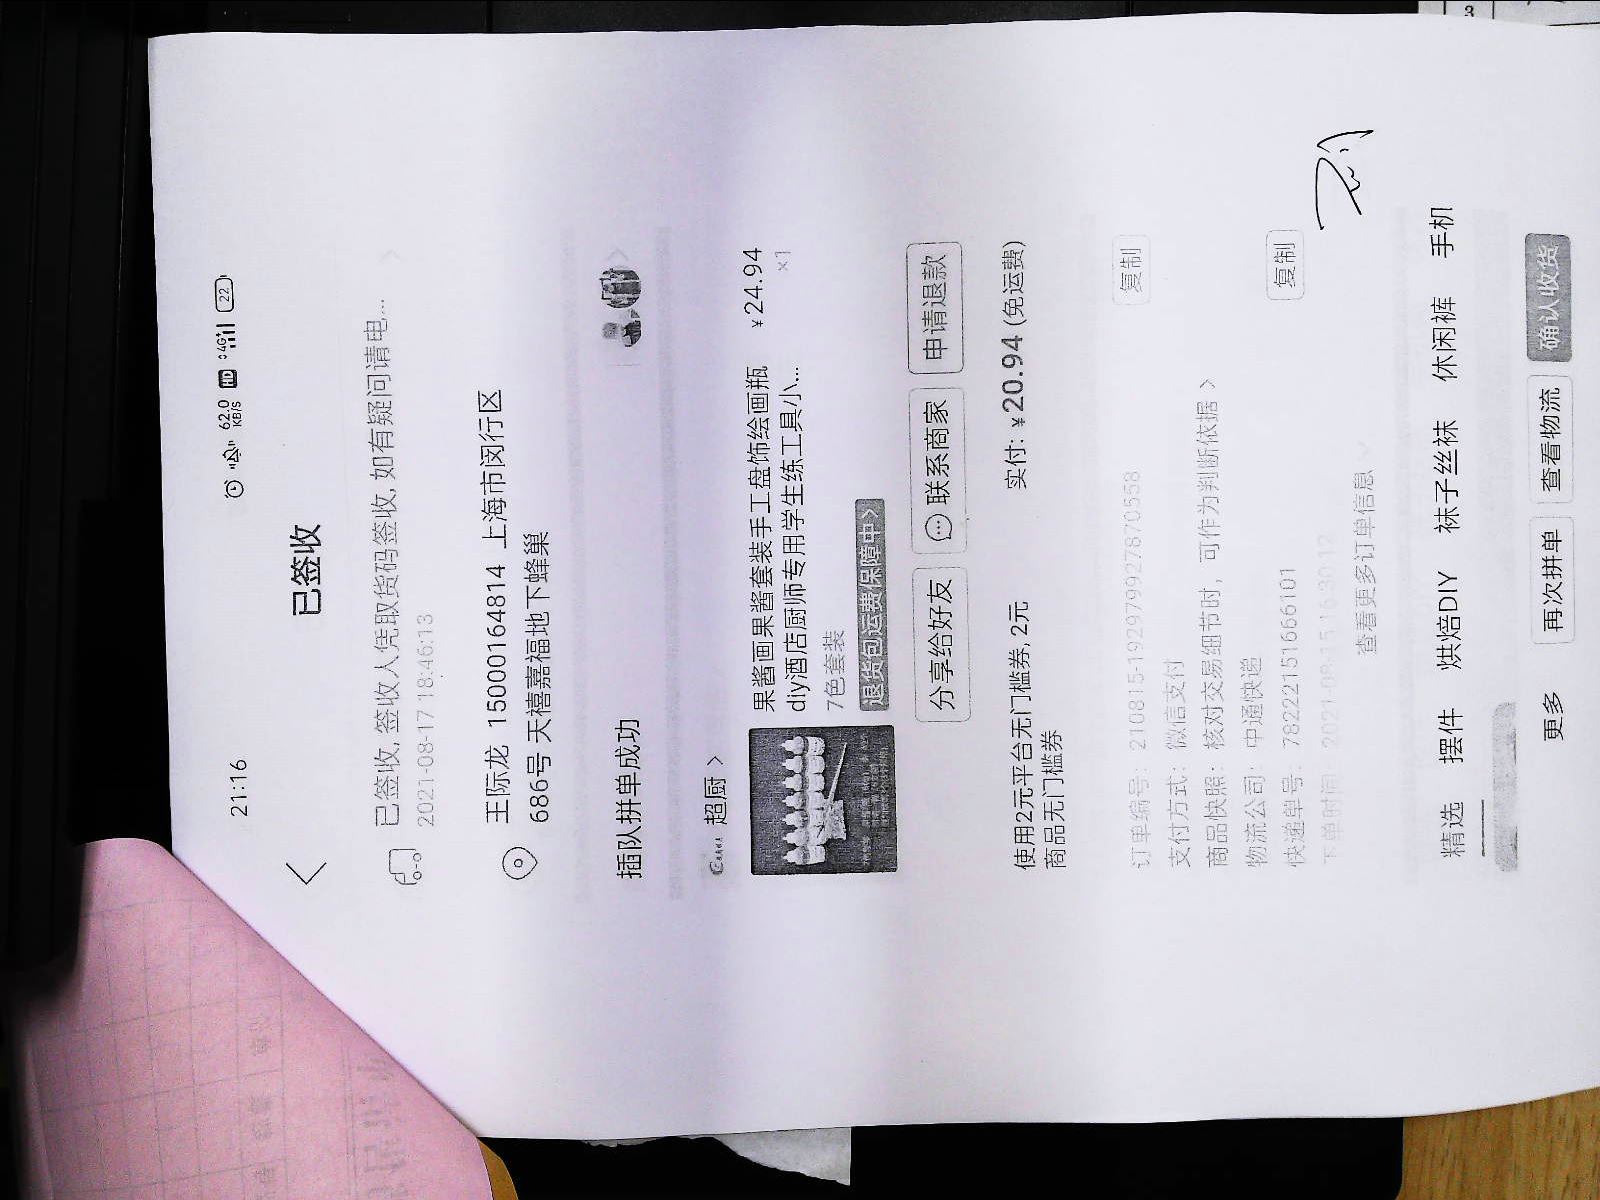 21:16
62.0 KB/S HD 4G 22
已签收
已签收, 签收人凭取货码签收, 如有疑问请电...
2021-08-17 18:46:13
王际龙 15000164814 上海市闵行区
686号 天禧嘉福地下蜂巢
插队拼单成功
超厨 >
果酱画果酱套装手工盘饰绘画瓶 ¥24.94
diy酒店厨师专用学生练工具小... ×1
7色套装
退货包运费保障中>
分享给好友 联系商家 申请退款
使用2元平台无门槛券, 2元 实付: ¥20.94 (免运费)
商品无门槛券
订单编号: 210815-192979927870558 复制
支付方式: 微信支付
商品快照: 核对交易细节时, 可作为判断依据 >
物流公司: 中通快递
快递单号: 78222151666101 复制
下单时间: 2021-08-15 16:30:12
查看更多订单信息
精选 摆件 烘焙DIY 袜子丝袜 休闲裤 手机
更多 再次拼单 查看物流 确认收货
3